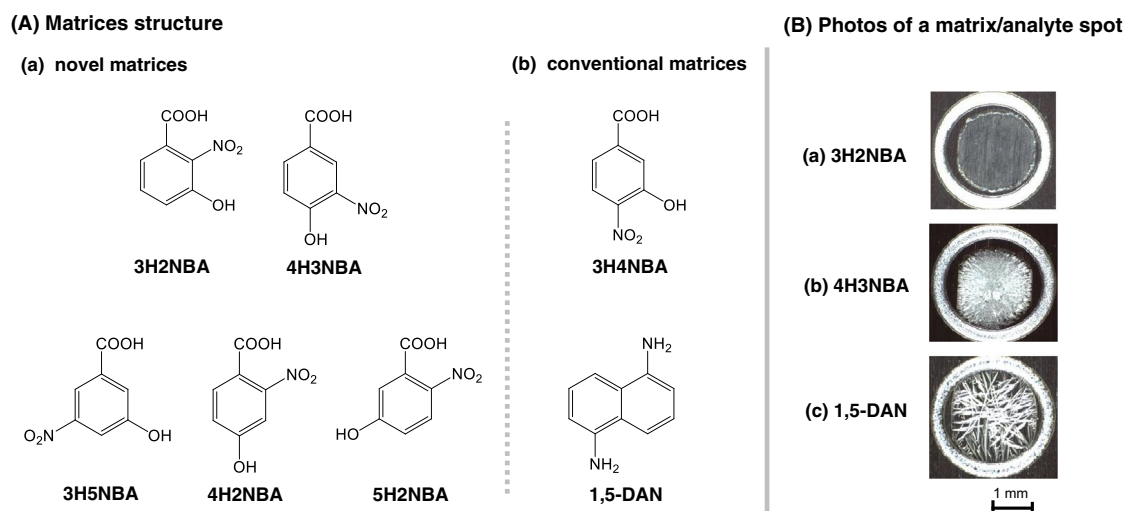 (A) Matrices structure
(a) novel matrices
(b) conventional matrices
COOH
NO2
OH
3H2NBA
COOH
NO2
OH
4H3NBA
COOH
OH
NO2
3H4NBA
COOH
O2N
OH
3H5NBA
COOH
NO2
OH
4H2NBA
COOH
NO2
HO
5H2NBA
NH2
NH2
1,5-DAN
(B) Photos of a matrix/analyte spot
(a) 3H2NBA
(b) 4H3NBA
(c) 1,5-DAN
1 mm